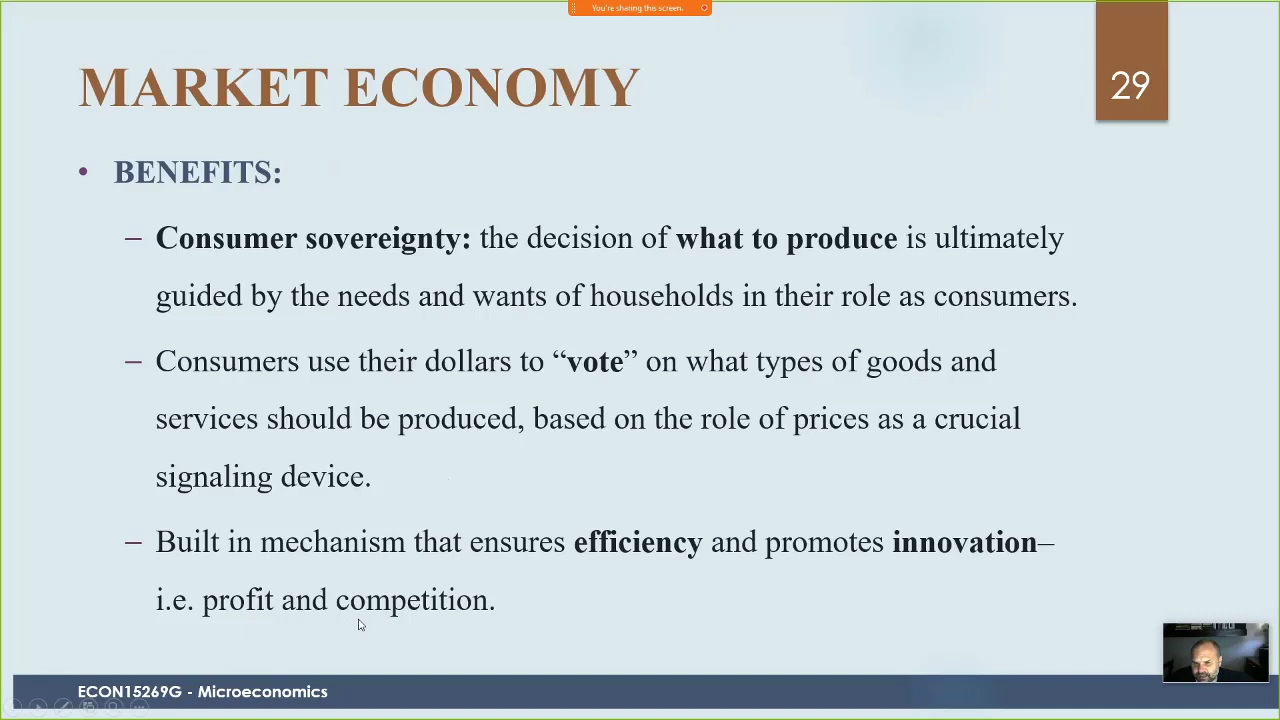 You're sharing this screen.
MARKET ECONOMY
29
• BENEFITS:
– Consumer sovereignty: the decision of what to produce is ultimately
guided by the needs and wants of households in their role as consumers.
– Consumers use their dollars to “vote” on what types of goods and
services should be produced, based on the role of prices as a crucial
signaling device.
– Built in mechanism that ensures efficiency and promotes innovation–
i.e. profit and competition.
ECON15269G - Microeconomics